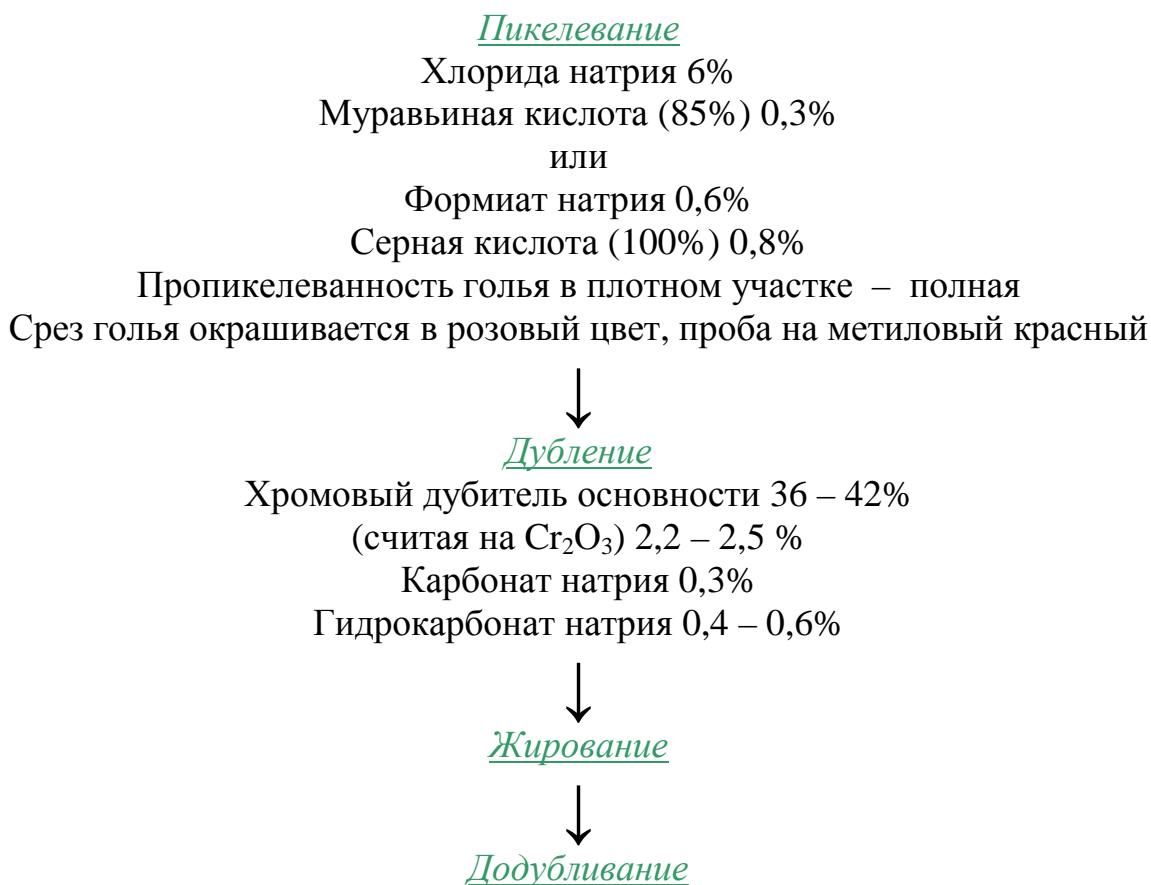 Пикелевание
Хлорида натрия 6%
Муравьиная кислота (85%) 0,3%
или
Формиат натрия 0,6%
Серная кислота (100%) 0,8%
Пропикелеванность голья в плотном участке – полная
Срез голья окрашивается в розовый цвет, проба на метиловый красный
↓
Дубление
Хромовый дубитель основности 36 – 42%
(считая на Cr₂O₃) 2,2 – 2,5 %
Карбонат натрия 0,3%
Гидрокарбонат натрия 0,4 – 0,6%
↓
Жирование
↓
Додубливание